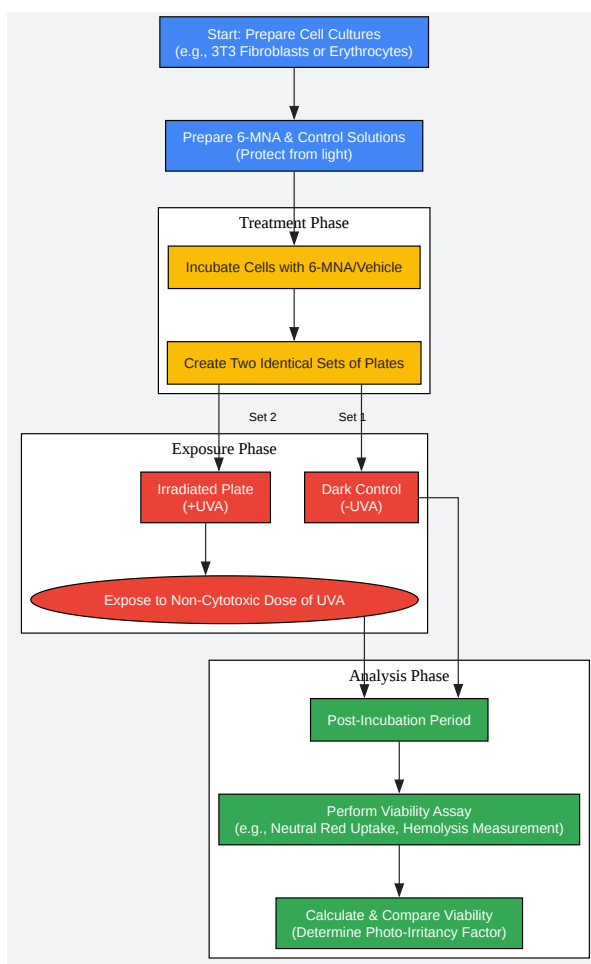 Start: Prepare Cell Cultures
(e.g., 3T3 Fibroblasts or Erythrocytes)
Prepare 6-MNA & Control Solutions
(Protect from light)
Treatment Phase
Incubate Cells with 6-MNA/Vehicle
Create Two Identical Sets of Plates
Set 2
Set 1
Exposure Phase
Irradiated Plate
(+UVA)
Dark Control
(-UVA)
Expose to Non-Cytotoxic Dose of UVA
Analysis Phase
Post-Incubation Period
Perform Viability Assay
(e.g., Neutral Red Uptake, Hemolysis Measurement)
Calculate & Compare Viability
(Determine Photo-Irritancy Factor)